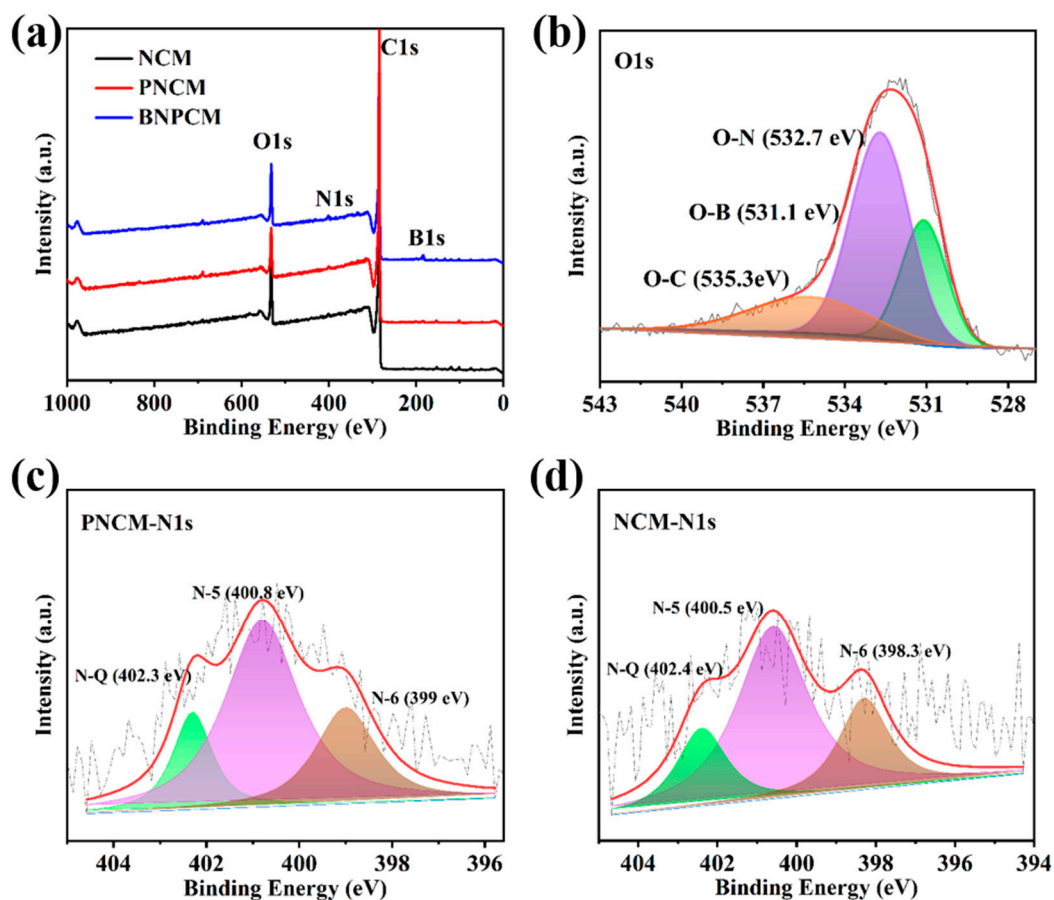 (a)
NCM
PNCM
BNPCM
C1s
O1s
N1s
B1s
Intensity (a.u.)
1000 800 600 400 200 0
Binding Energy (eV)
(b)
O1s
O-N (532.7 eV)
O-B (531.1 eV)
O-C (535.3eV)
Intensity (a.u.)
543 540 537 534 531 528
Binding Energy (eV)
(c)
PNCM-N1s
N-5 (400.8 eV)
N-Q (402.3 eV)
N-6 (399 eV)
Intensity (a.u.)
404 402 400 398 396
Binding Energy (eV)
(d)
NCM-N1s
N-5 (400.5 eV)
N-6 (398.3 eV)
N-Q (402.4 eV)
Intensity (a.u.)
404 402 400 398 396 394
Binding Energy (eV)